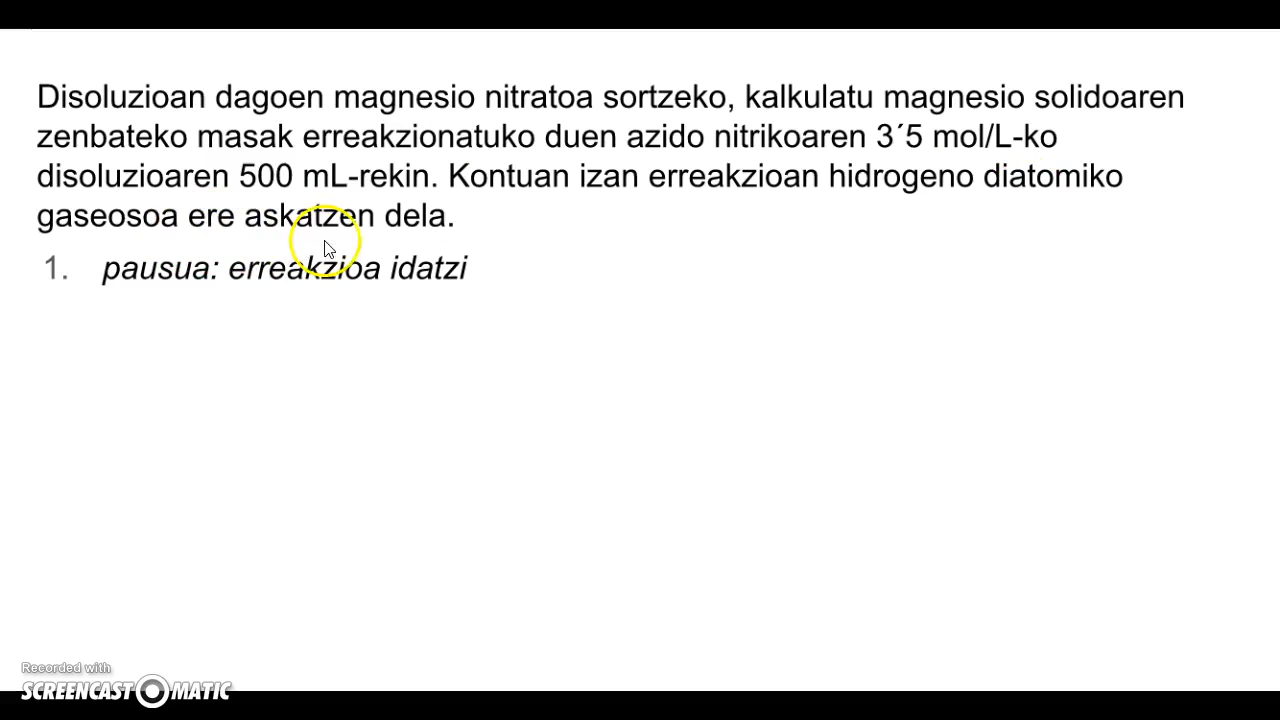 Disoluzioan dagoen magnesio nitratoa sortzeko, kalkulatu magnesio solidoaren
zenbateko masak erreakzionatuko duen azido nitrikoaren 3´5 mol/L-ko
disoluzioaren 500 mL-rekin. Kontuan izan erreakzioan hidrogeno diatomiko
gaseosoa ere askatzen dela.
1. pausua: erreakzioa idatzi
Recorded with
SCREENCAST O MATIC